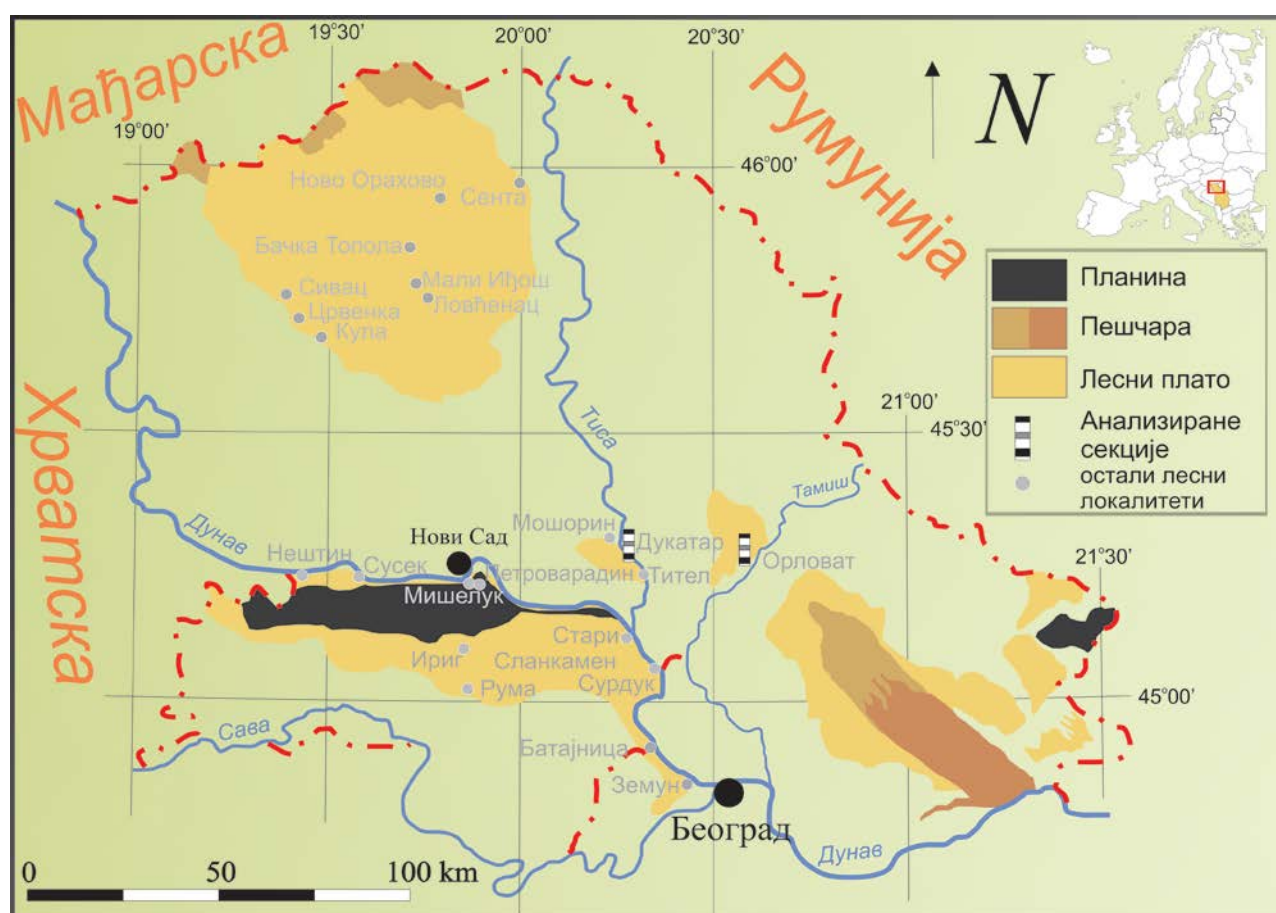 19°30'
20°00'
20°30'
Мађарска
Румунија
N
19°00'
46°00'
Ново Орахово
Сента
Бачка Топола
Мали Иђош
Сивац
Ловћенац
Црвенка
Кула
Планина
Пешчара
Лесни плато
Анализиране
секције
остали лесни
локалитети
Хрватска
Тиса
21°00'
45°30'
Тамиш
Дунав
Мошорин
Нови Сад
Дукатар
Нештин
Сусек
Орловат
21°30'
Петроварадин
Тител
Мишелук
Стари
Сланкамен
Ириг
Сурдук
Рума
45°00'
Сава
Батајница
Земун
Београд
Дунав
0
50
100 km